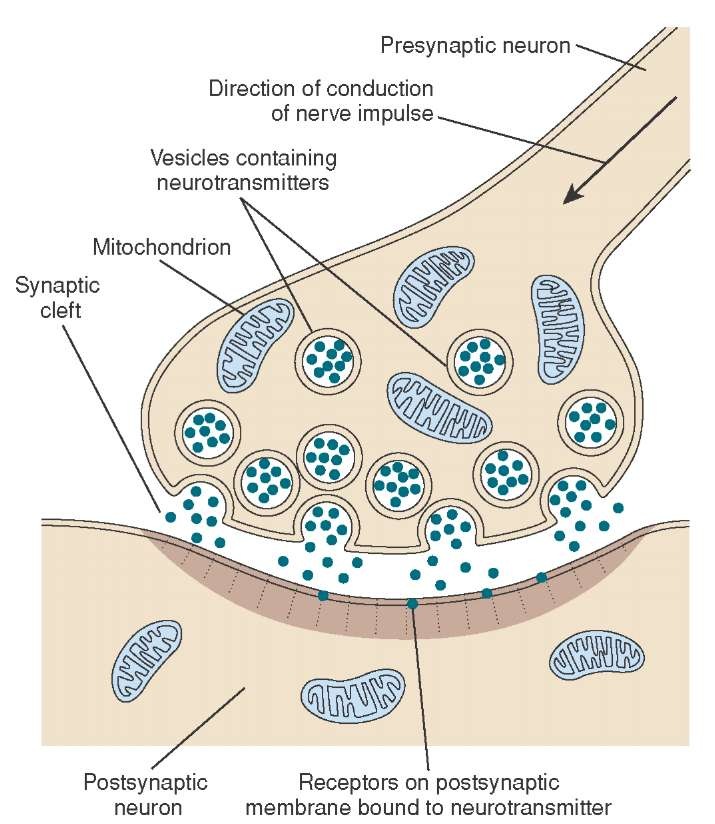 Presynaptic neuron
Direction of conduction
of nerve impulse
Vesicles containing
neurotransmitters
Mitochondrion
Synaptic
cleft
Postsynaptic
neuron
Receptors on postsynaptic
membrane bound to neurotransmitter